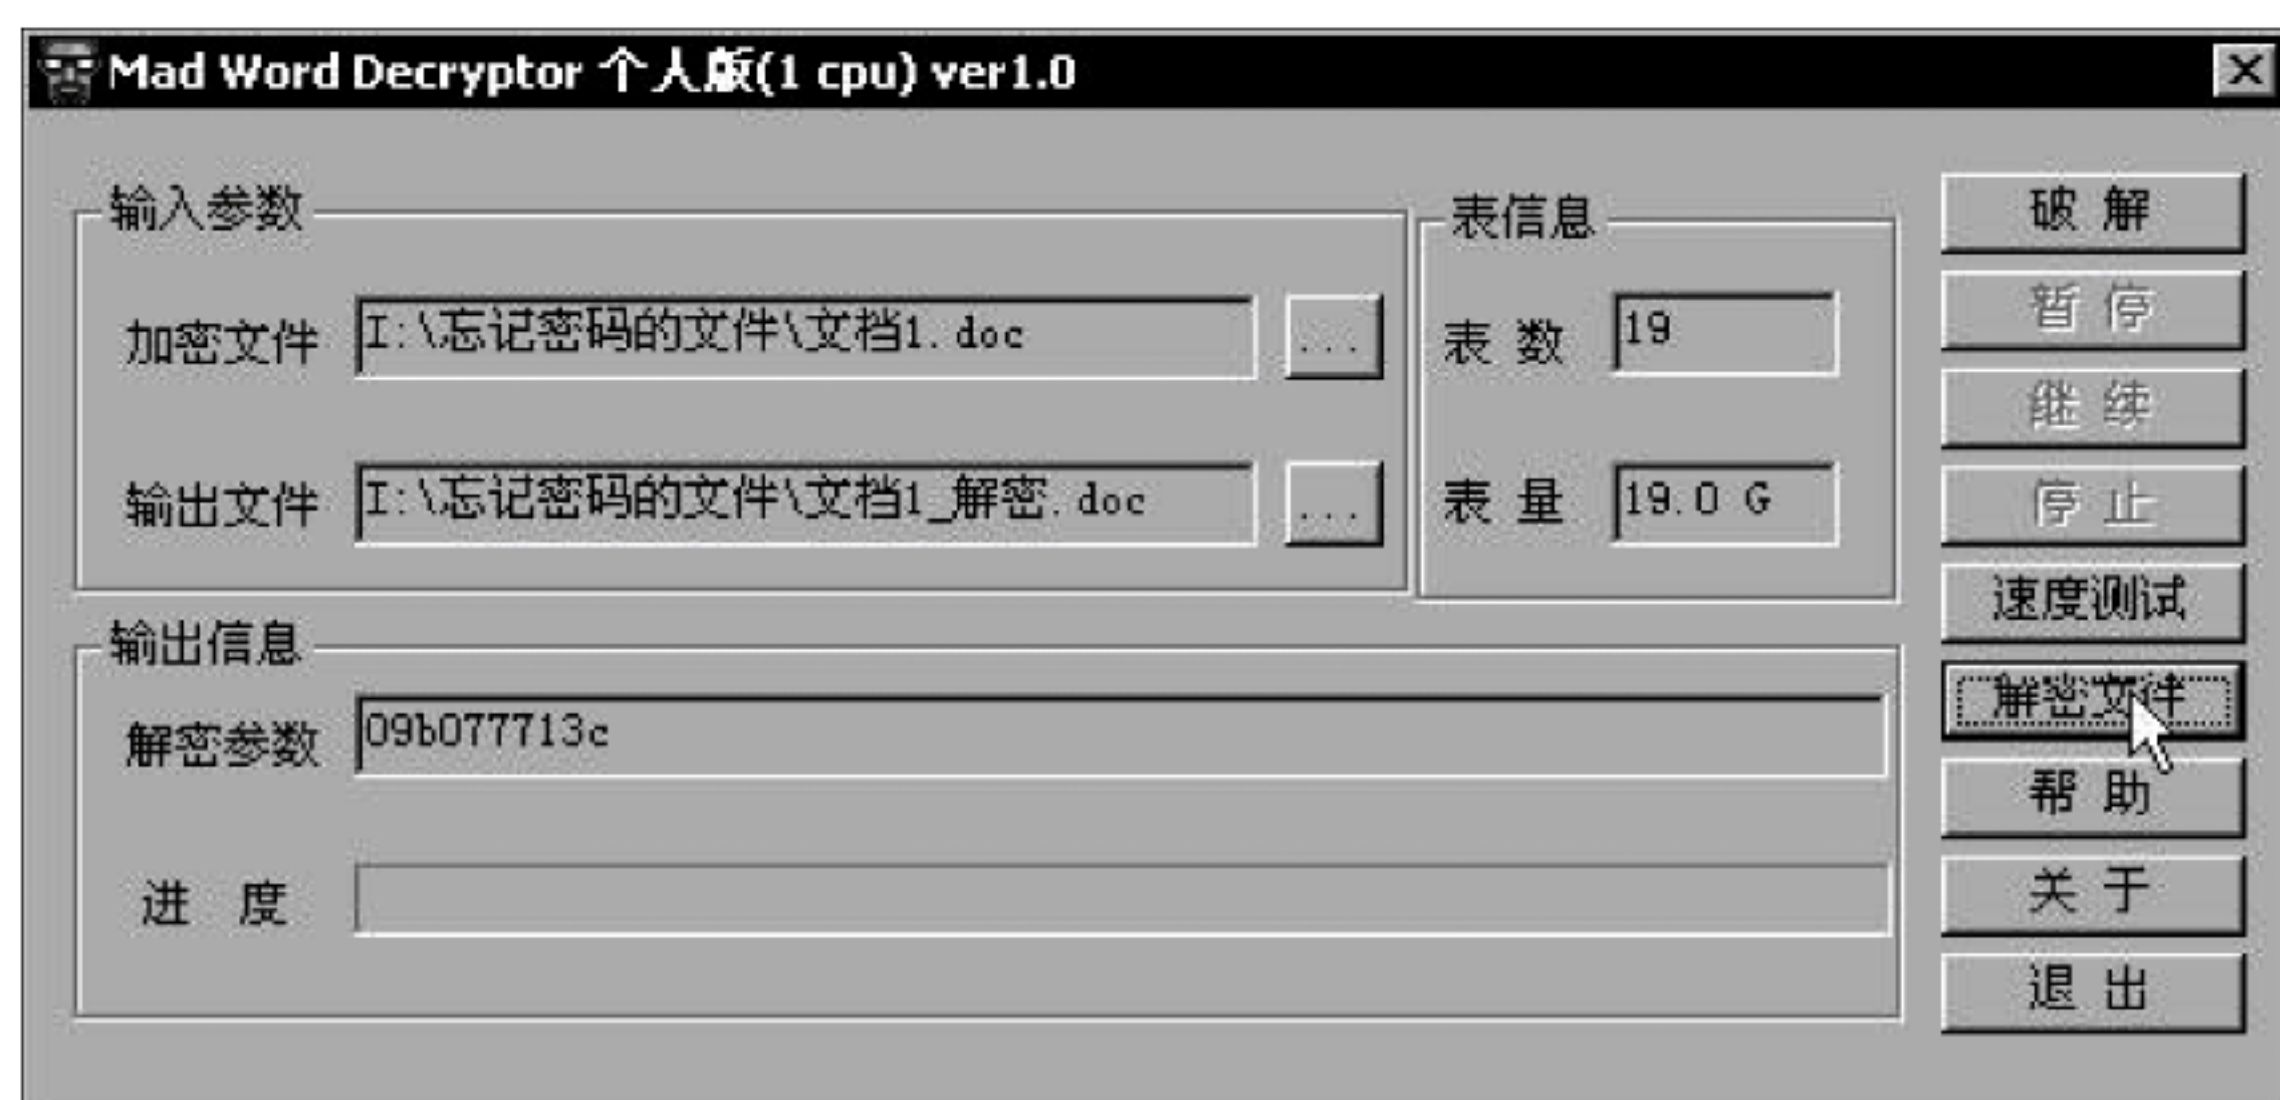 Mad Word Decryptor 个人版(1 cpu) ver1.0
输入参数
加密文件 I:\忘记密码的文件\文档1.doc ...
输出文件 I:\忘记密码的文件\文档1_解密.doc ...
表信息
表 数 19
表 量 19.0 G
输出信息
解密参数 09b077713c
进 度
破 解
暂 停
继 续
停 止
速度测试
解密文件
帮 助
关 于
退 出